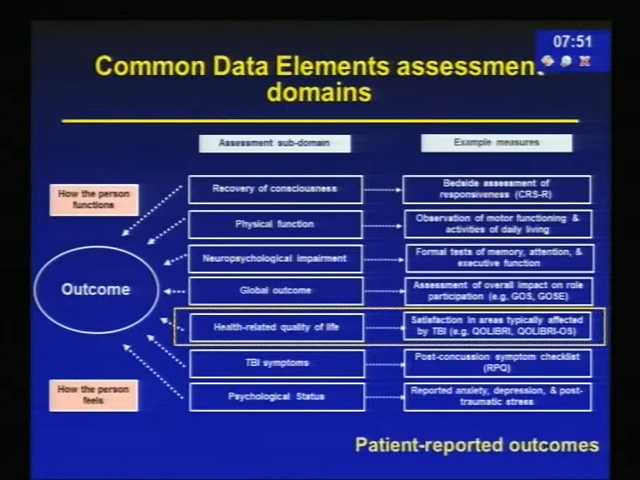 07:51
Common Data Elements assessment
domains
Assessment sub-domain
Example measures
How the person
functions
Recovery of consciousness
Bedside assessment of
responsiveness (CRS-R)
Physical function
Observation of motor functioning &
activities of daily living
Neuropsychological impairment
Formal tests of memory, attention, &
executive function
Outcome
Global outcome
Assessment of overall impact on role
participation (e.g. GOS, GOSE)
Health-related quality of life
Satisfaction in areas typically affected
by TBI (e.g. QOLIBRI, QOLIBRI-OS)
TBI symptoms
Post-concussion symptom checklist
(RPQ)
How the person
feels
Psychological Status
Reported anxiety, depression, & post-
traumatic stress
Patient-reported outcomes